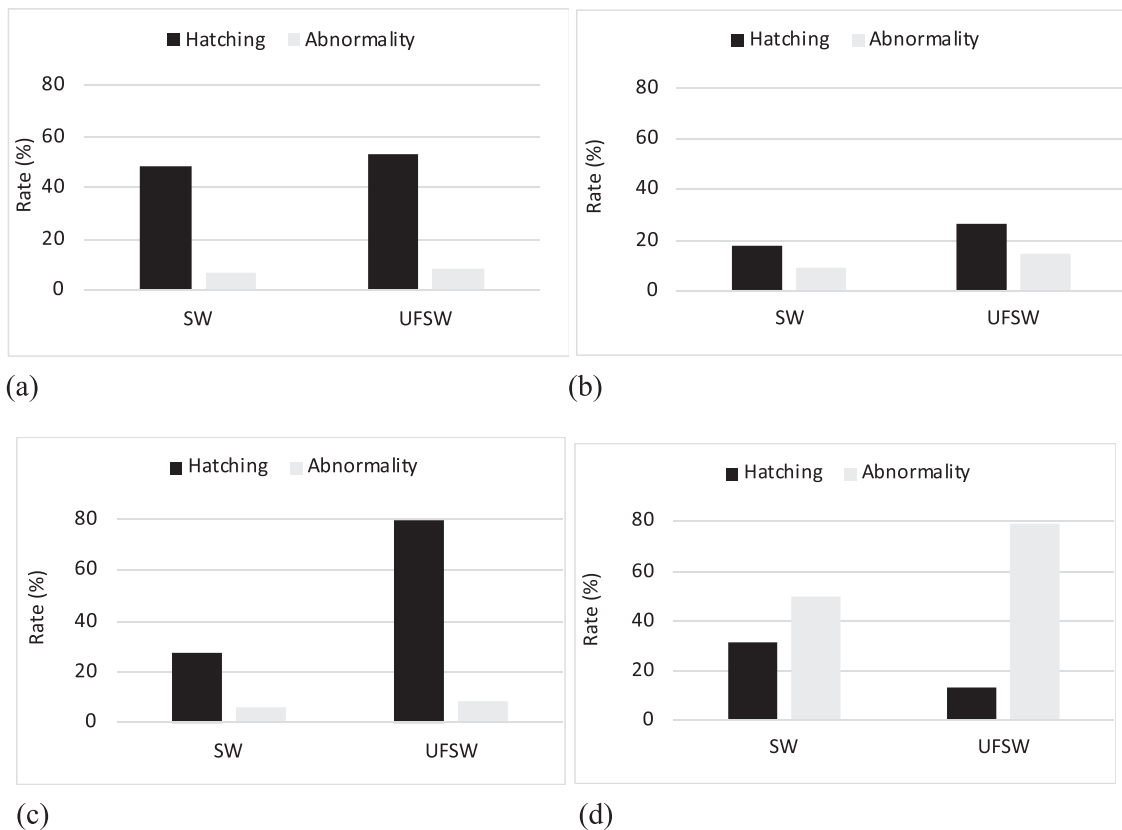 Hatching Abnormality
80
60
40
20
0
Rate (%)
SW UFSW
(a)
Hatching Abnormality
80
60
40
20
0
Rate (%)
SW UFSW
(b)
Hatching Abnormality
80
60
40
20
0
Rate (%)
SW UFSW
(c)
Hatching Abnormality
80
60
40
20
0
Rate (%)
SW UFSW
(d)